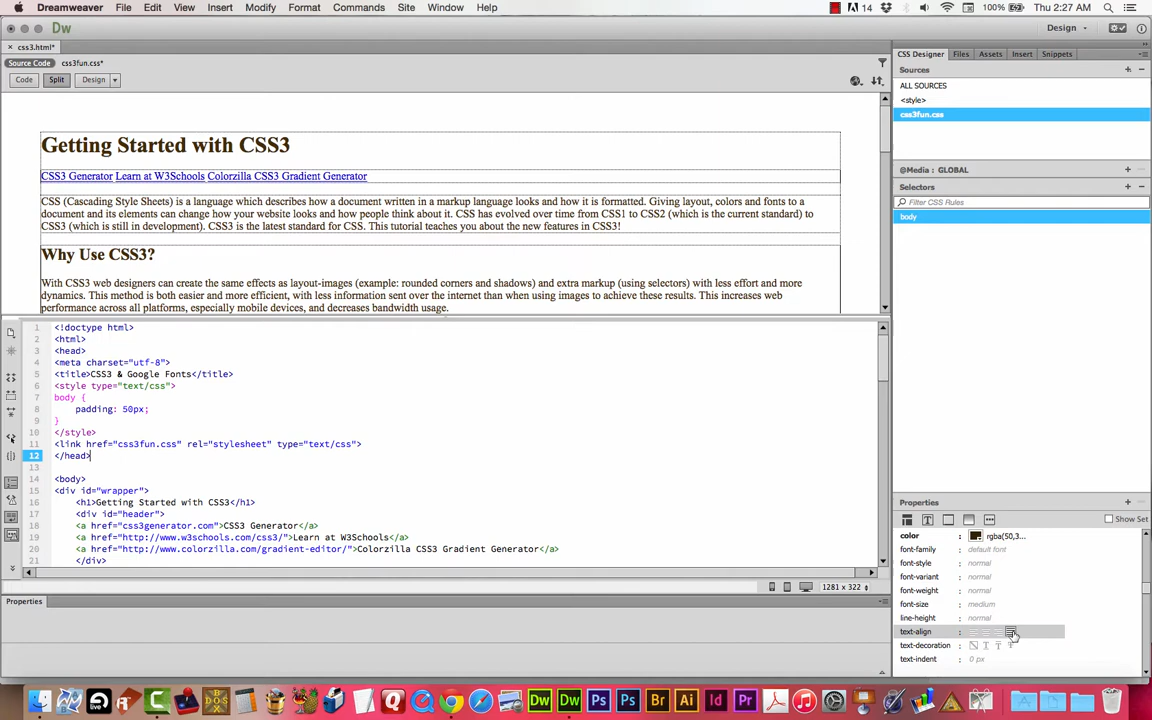 Dreamweaver File Edit View Insert Modify Format Commands Site Window Help 14 100% Thu 2:27 AM
Dw Design
css3.html*
Source Code css3fun.css*
Code Split Design
Getting Started with CSS3
CSS3 Generator Learn at W3Schools Colorzilla CSS3 Gradient Generator
CSS (Cascading Style Sheets) is a language which describes how a document written in a markup language looks and how it is formatted. Giving layout, colors and fonts to a
document and its elements can change how your website looks and how people think about it. CSS has evolved over time from CSS1 to CSS2 (which is the current standard) to
CSS3 (which is still in development). CSS3 is the latest standard for CSS. This tutorial teaches you about the new features in CSS3!
Why Use CSS3?
With CSS3 web designers can create the same effects as layout-images (example: rounded corners and shadows) and extra markup (using selectors) with less effort and more
dynamics. This method is both easier and more efficient, with less information sent over the internet than when using images to achieve these results. This increases web
performance across all platforms, especially mobile devices, and decreases bandwidth usage.
1 <!doctype html>
2 <html>
3 <head>
4 <meta charset="utf-8">
5 <title>CSS3 & Google Fonts</title>
6 <style type="text/css">
7 body {
8 padding: 50px;
9 }
10 </style>
11 <link href="css3fun.css" rel="stylesheet" type="text/css">
12 </head>
13
14 <body>
15 <div id="wrapper">
16 <h1>Getting Started with CSS3</h1>
17 <div id="header">
18 <a href="css3generator.com">CSS3 Generator</a>
19 <a href="http://www.w3schools.com/css3/">Learn at W3Schools</a>
20 <a href="http://www.colorzilla.com/gradient-editor/">Colorzilla CSS3 Gradient Generator</a>
21 </div>
1281 x 322
Properties
CSS Designer Files Assets Insert Snippets
Sources
ALL SOURCES
<style>
css3fun.css
@Media : GLOBAL
Selectors
Filter CSS Rules
body
Properties
Show Set
color : rgba(50,3...
font-family : default font
font-style : normal
font-variant : normal
font-weight : normal
font-size : medium
line-height : normal
text-align :
text-decoration :
text-indent : 0 px
live DOS Dw Dw Ps Ps Br Ai Id Pr